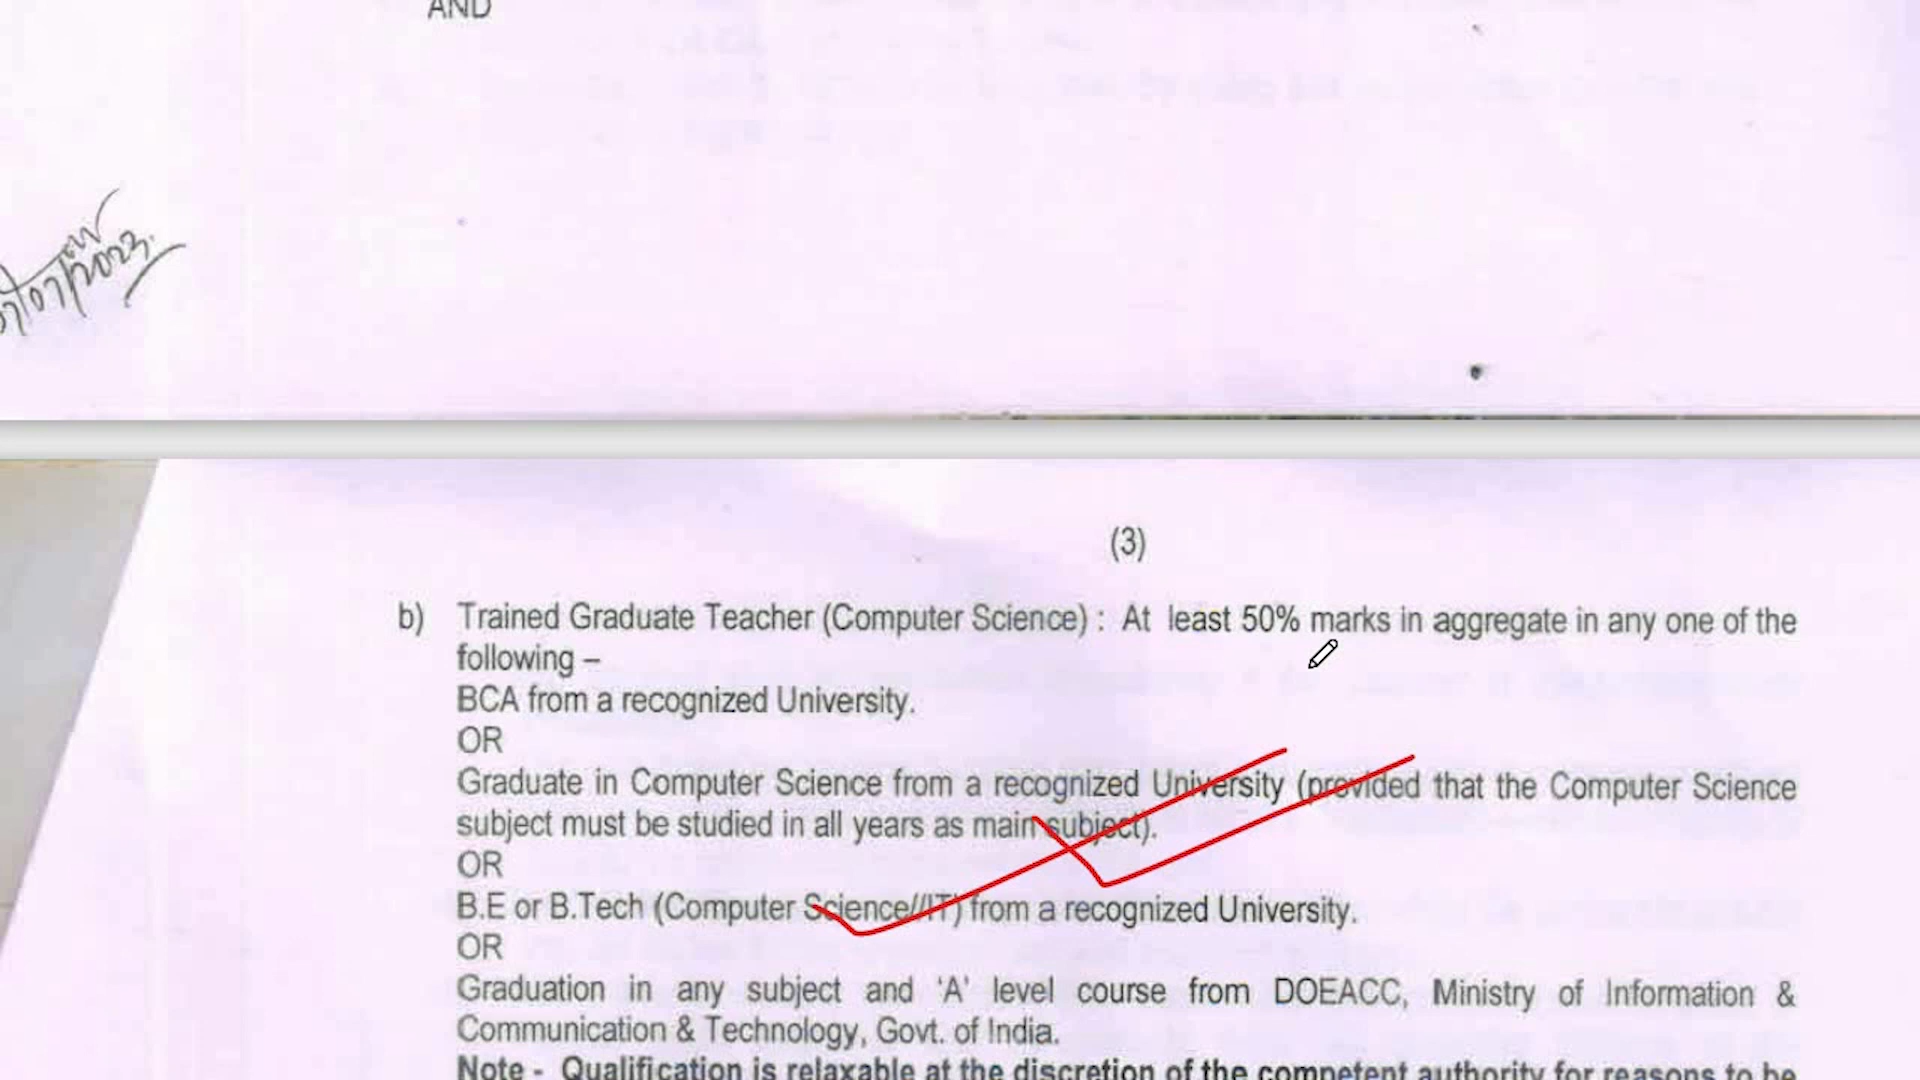 AND
07/07/2023.
(3)
b) Trained Graduate Teacher (Computer Science) : At least 50% marks in aggregate in any one of the
following –
BCA from a recognized University.
OR
Graduate in Computer Science from a recognized University (provided that the Computer Science
subject must be studied in all years as main subject).
OR
B.E or B.Tech (Computer Science//IT) from a recognized University.
OR
Graduation in any subject and ‘A’ level course from DOEACC, Ministry of Information &
Communication & Technology, Govt. of India.
Note - Qualification is relaxable at the discretion of the competent authority for reasons to be